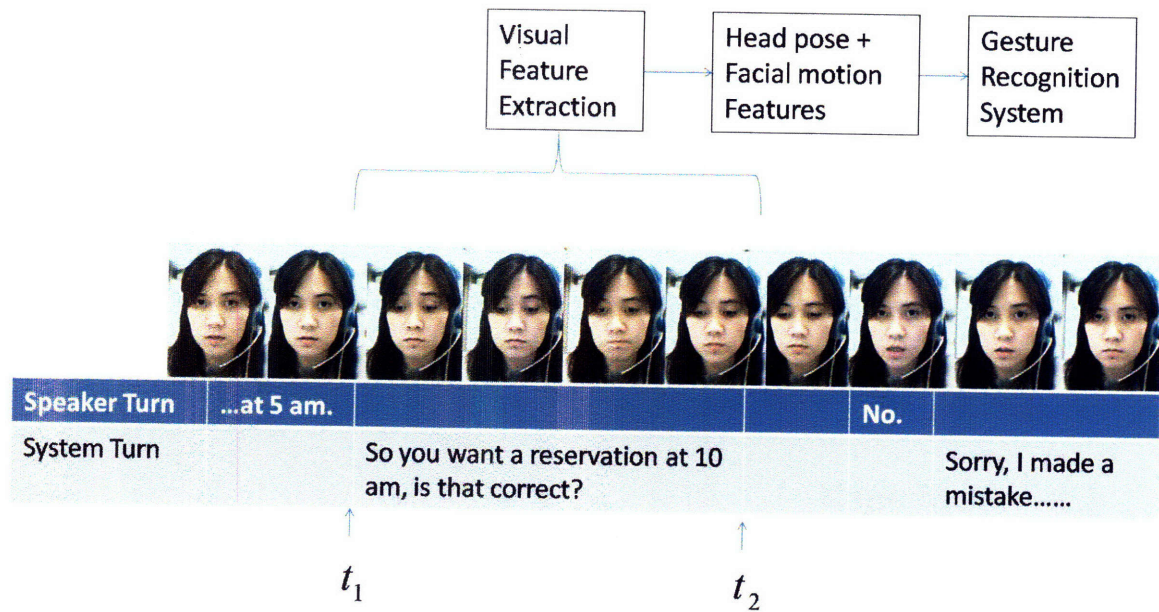 Visual
Feature
Extraction
Head pose +
Facial motion
Features
Gesture
Recognition
System
Speaker Turn
...at 5 am.
No.
System Turn
So you want a reservation at 10
am, is that correct?
Sorry, I made a
mistake......
t₁
t₂